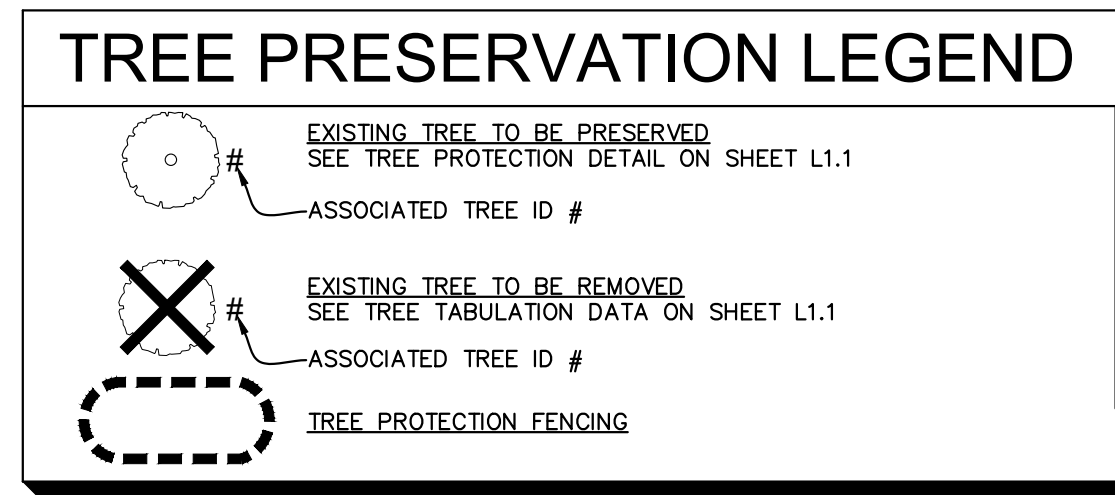 TREE PRESERVATION LEGEND
# EXISTING TREE TO BE PRESERVED
SEE TREE PROTECTION DETAIL ON SHEET L1.1
ASSOCIATED TREE ID #
# EXISTING TREE TO BE REMOVED
SEE TREE TABULATION DATA ON SHEET L1.1
ASSOCIATED TREE ID #
TREE PROTECTION FENCING